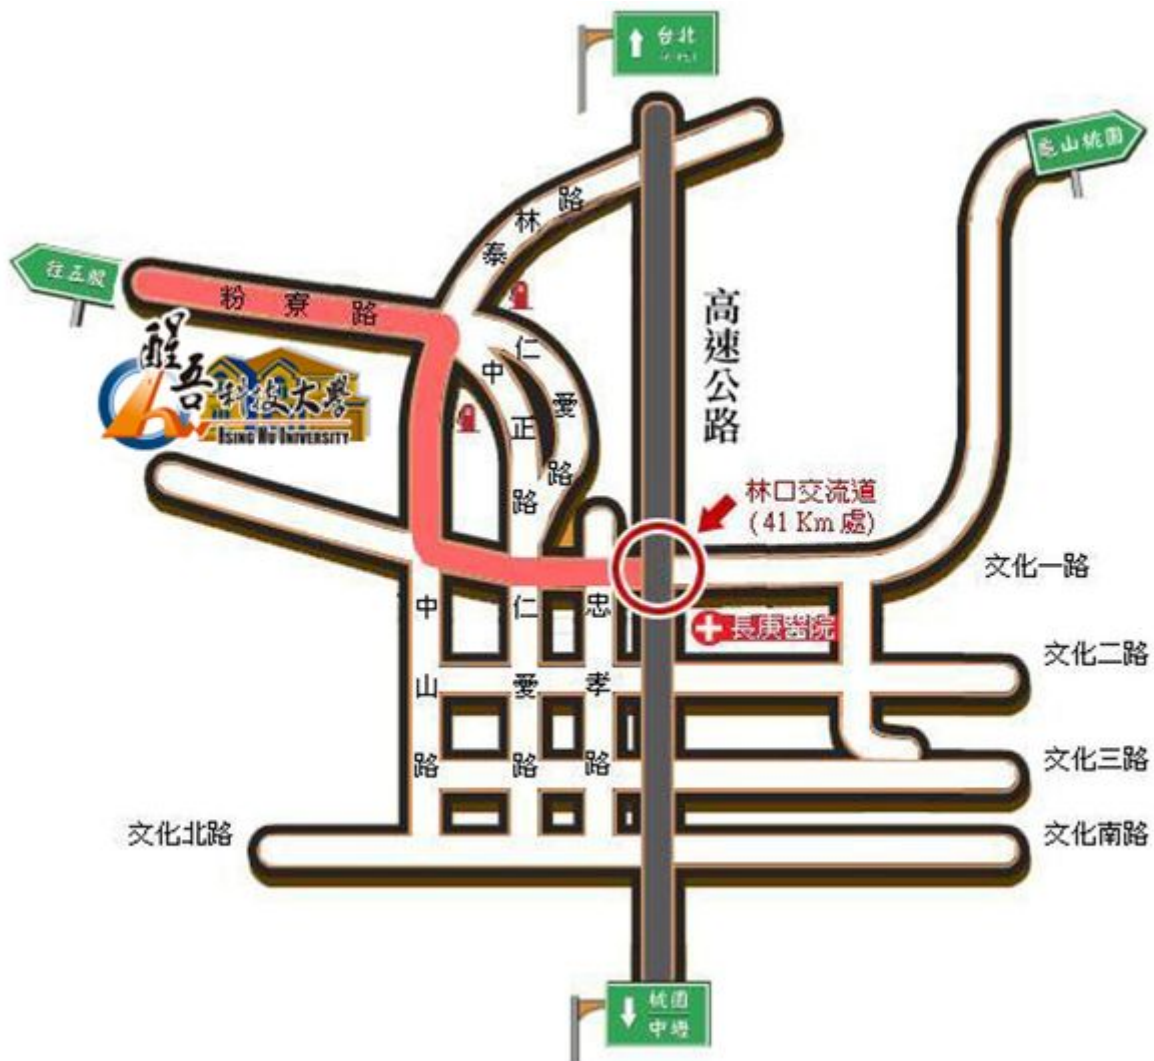 台北
龜山桃園
泰林路
往五股
粉寮路
醒吾科技大學
HSING WU UNIVERSITY
仁愛路
中正路
高速公路
林口交流道
(41 Km 處)
文化一路
長庚醫院
中山路
仁愛路
忠孝路
文化二路
文化三路
文化北路
文化南路
桃園
中壢